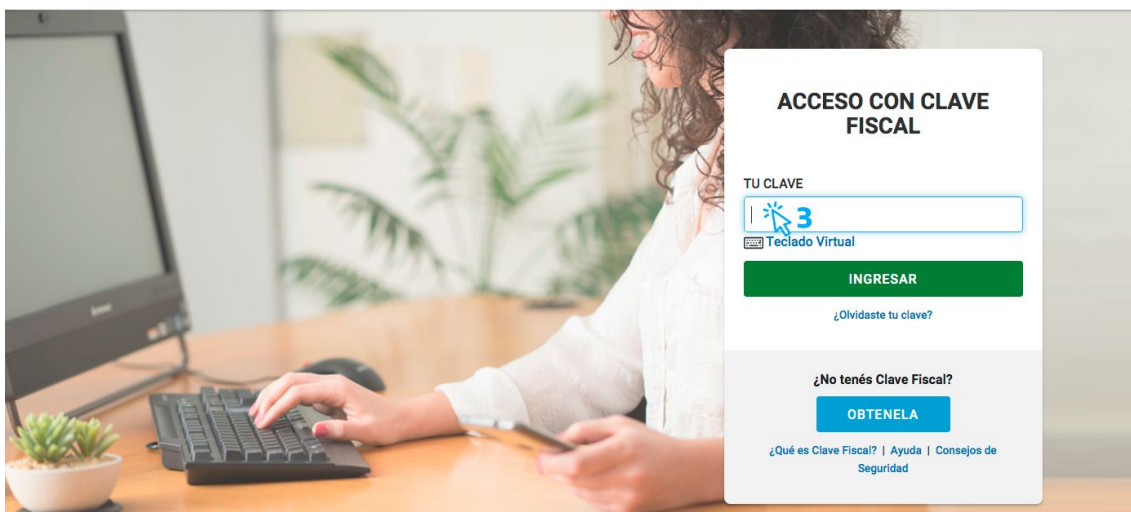 ACCESO CON CLAVE
FISCAL
TU CLAVE
3
Teclado Virtual
INGRESAR
¿Olvidaste tu clave?
¿No tenés Clave Fiscal?
OBTENELA
¿Qué es Clave Fiscal? | Ayuda | Consejos de
Seguridad